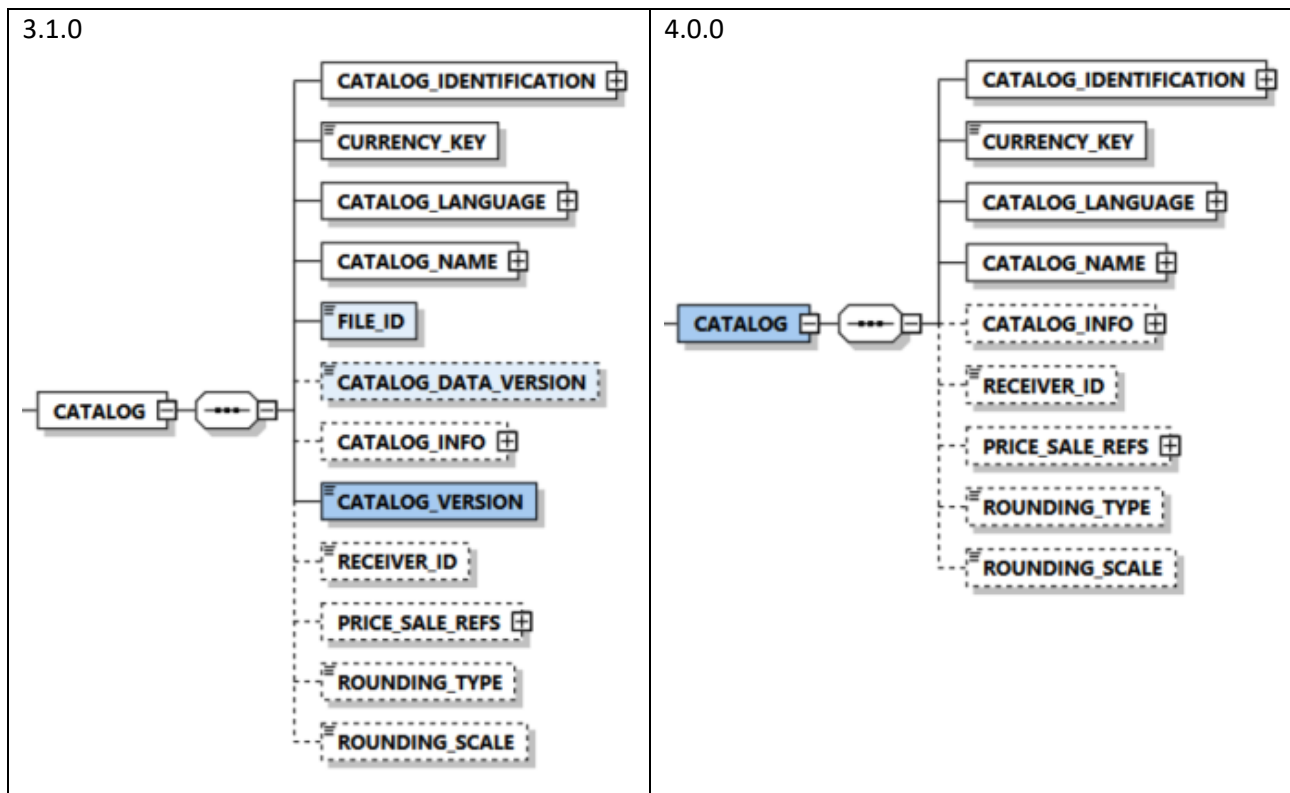 3.1.0
CATALOG_IDENTIFICATION
CURRENCY_KEY
CATALOG_LANGUAGE
CATALOG_NAME
FILE_ID
CATALOG_DATA_VERSION
CATALOG
CATALOG_INFO
CATALOG_VERSION
RECEIVER_ID
PRICE_SALE_REFS
ROUNDING_TYPE
ROUNDING_SCALE
4.0.0
CATALOG_IDENTIFICATION
CURRENCY_KEY
CATALOG_LANGUAGE
CATALOG_NAME
CATALOG
CATALOG_INFO
RECEIVER_ID
PRICE_SALE_REFS
ROUNDING_TYPE
ROUNDING_SCALE